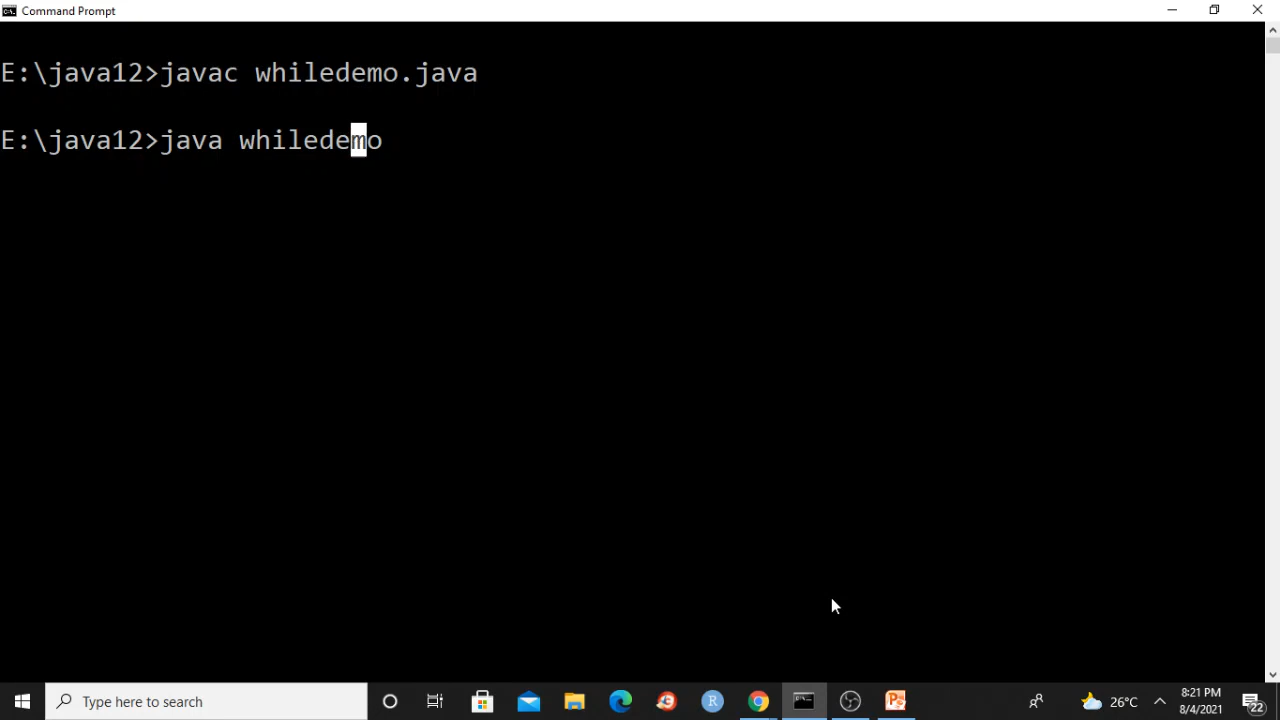 Command Prompt
E:\java12>javac whiledemo.java
E:\java12>java whiledemo
Type here to search
R
26°C
8:21 PM
8/4/2021
22